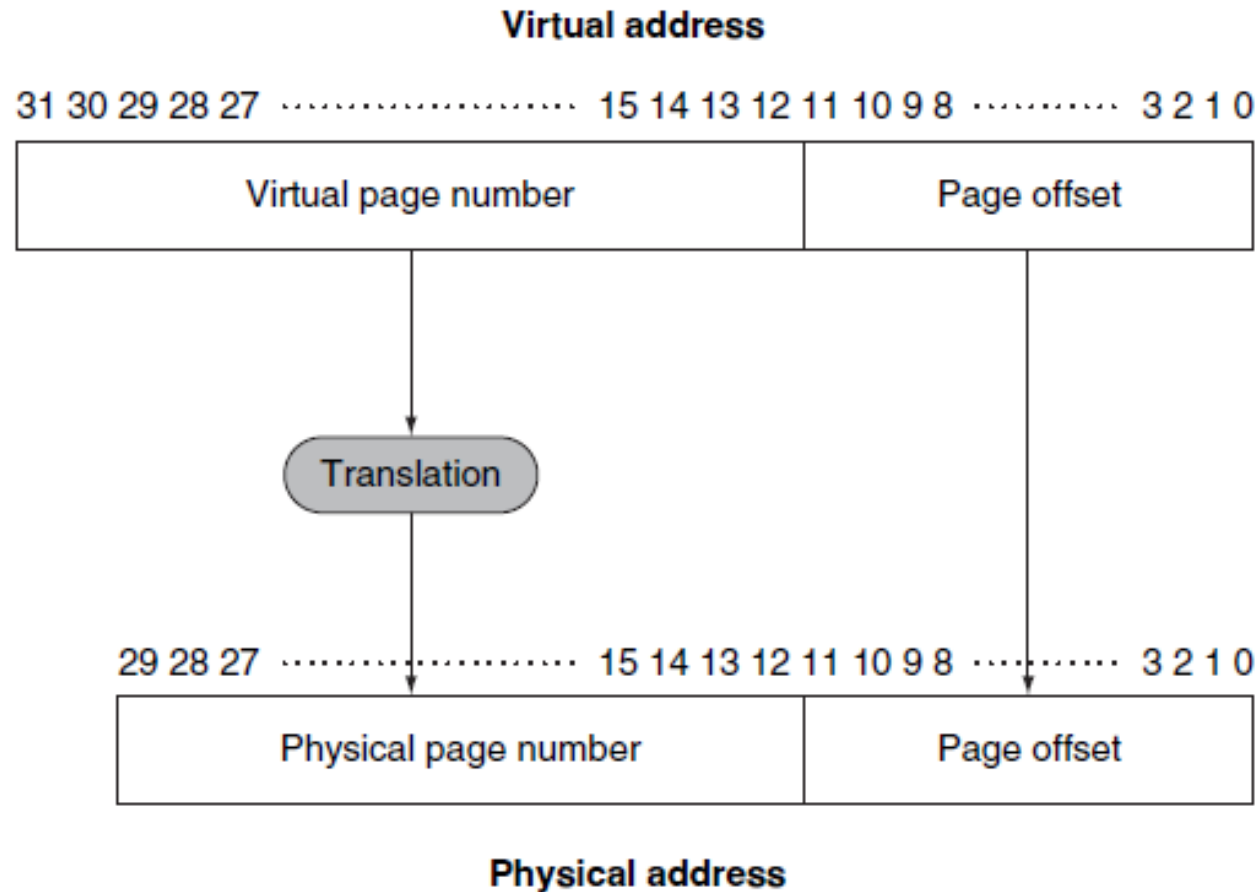 Virtual address
31 30 29 28 27 ..................... 15 14 13 12 11 10 9 8 .......... 3 2 1 0
Virtual page number Page offset
Translation
29 28 27 ..................... 15 14 13 12 11 10 9 8 .......... 3 2 1 0
Physical page number Page offset
Physical address